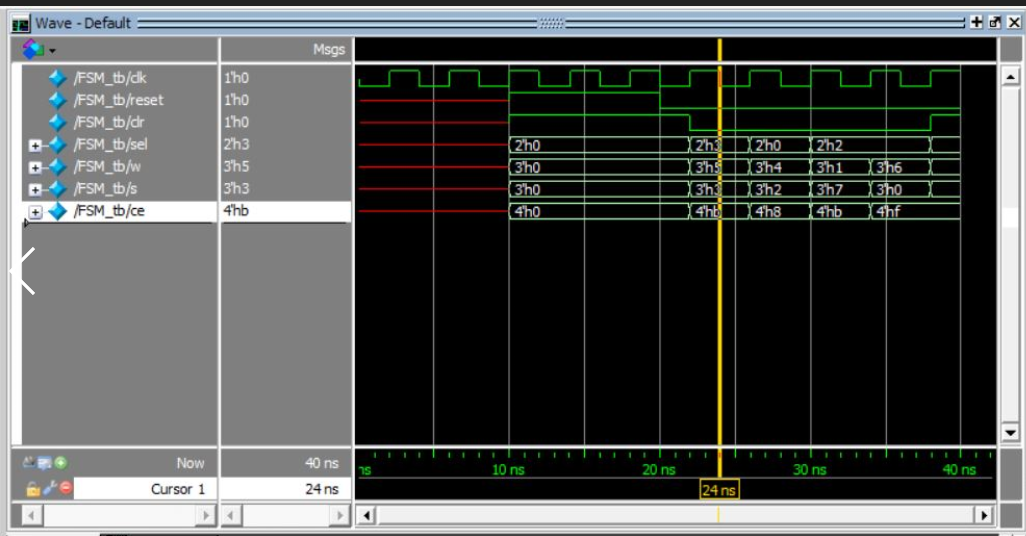 Wave - Default
Msgs
/FSM_tb/clk 1'h0
/FSM_tb/reset 1'h0
/FSM_tb/clr 1'h0
/FSM_tb/sel 2'h3 2'h0 2'h3 2'h0 2'h2
/FSM_tb/w 3'h5 3'h0 3'h5 3'h4 3'h1 3'h6
/FSM_tb/s 3'h3 3'h0 3'h3 3'h2 3'h7 3'h0
/FSM_tb/ce 4'hb 4'h0 4'hb 4'h8 4'hb 4'hf
Now 40 ns ns 10 ns 20 ns 30 ns 40 ns
Cursor 1 24 ns 24 ns